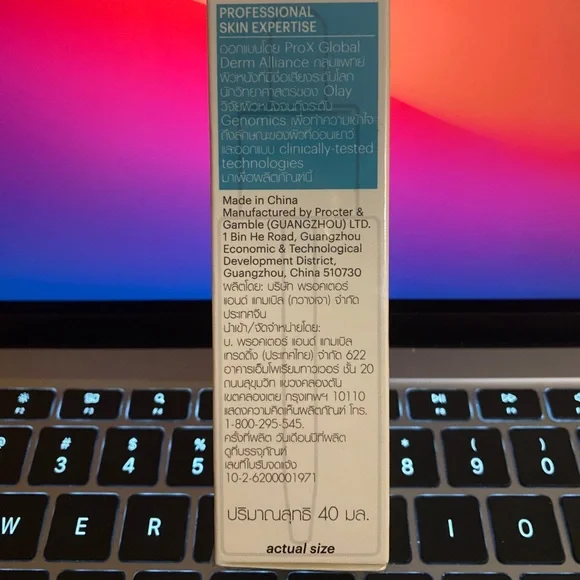 PROFESSIONAL
SKIN EXPERTISE
ออกแบบโดย ProX Global
Derm Alliance กลุ่มแพทย์
ผิวหนังที่มีชื่อเสียงระดับโลก
นักวิทยาศาสตร์ของ Olay
วิจัยผิวหนังจนถึงระดับ
Genomics เพื่อทำความเข้าใจ
ถึงลักษณะของผิวที่อ่อนเยาว์
และออกแบบ clinically-tested
technologies
มาเพื่อผลิตภัณฑ์นี้
Made in China
Manufactured by Procter &
Gamble (GUANGZHOU) LTD.
1 Bin He Road, Guangzhou
Economic & Technological
Development District,
Guangzhou, China 510730
ผลิตโดย: บริษัท พรอคเตอร์
แอนด์ แกมเบิล (กวางเจา) จำกัด
ประเทศจีน
นำเข้า/จัดจำหน่ายโดย:
บ. พรอคเตอร์ แอนด์ แกมเบิล
เทรดดิ้ง (ประเทศไทย) จำกัด 622
อาคารเอ็มโพเรียมทาวเวอร์ ชั้น 20
ถนนสุขุมวิท แขวงคลองตัน
เขตคลองเตย กรุงเทพฯ 10110
แสดงความคิดเห็นผลิตภัณฑ์ โทร.
1-800-295-545.
ครั้งที่ผลิต วันเดือนปีที่ผลิต
ดูที่บรรจุภัณฑ์
เลขที่ใบรับจดแจ้ง
10-2-6200001971
ปริมาณสุทธิ 40 มล.
actual size
F2 F3 F4 F8 F9
# $ % * ( )
3 4 5 8 9 0
W E R I O